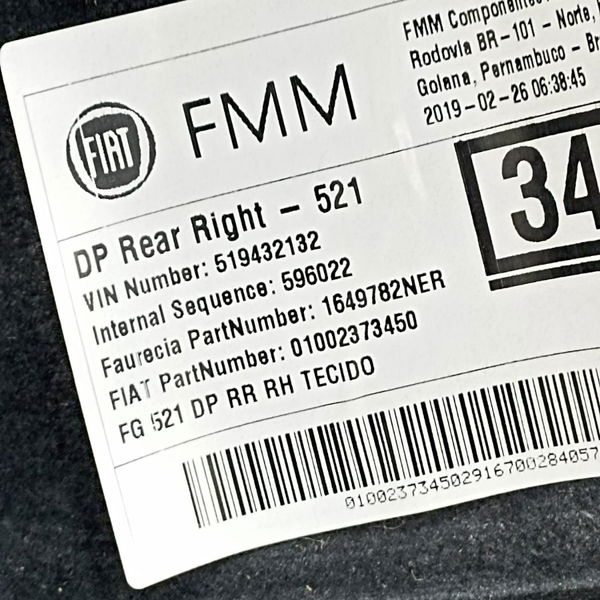 FMM Componentes
Rodovia BR-101 - Norte,
Goiana, Pernambuco - Br
2019-02-26 06:38:45
FIAT
FMM
34
DP Rear Right - 521
VIN Number: 519432132
Internal Sequence: 596022
Faurecia PartNumber: 1649782NER
FIAT PartNumber: 01002373450
FG 521 DP RR RH TECIDO
010023734502916700284057